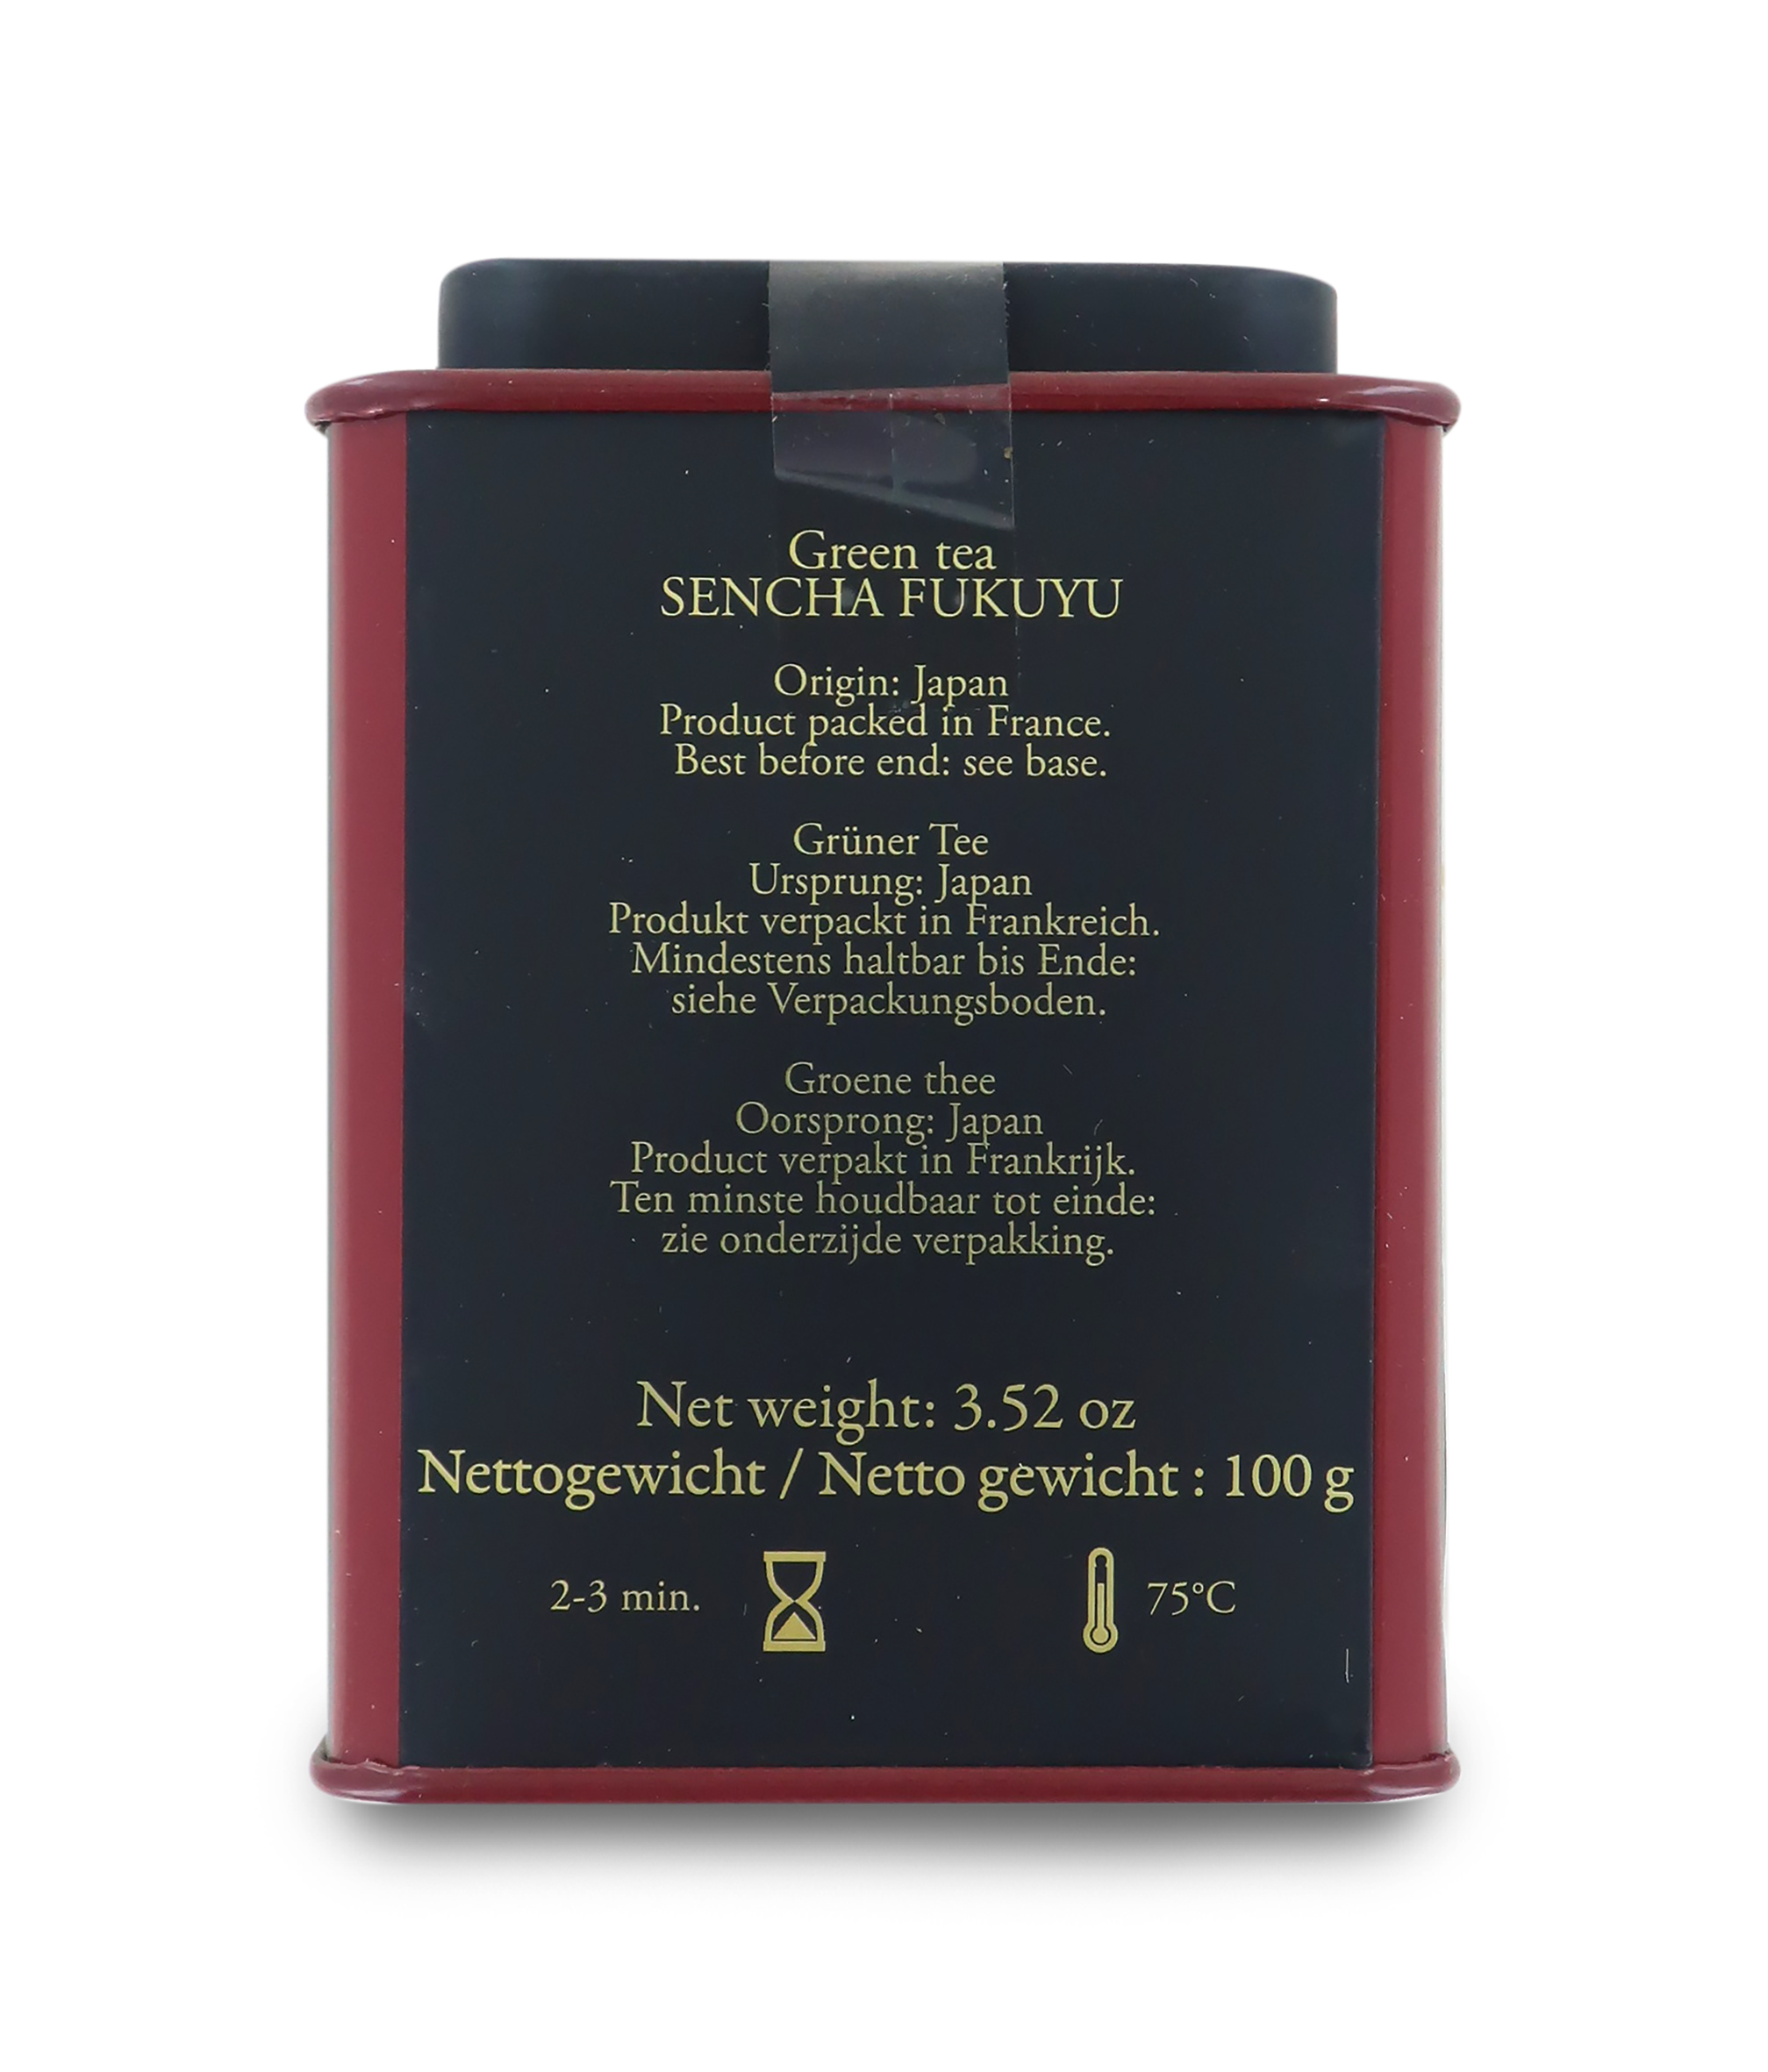 Green tea
SENCHA FUKUYU
Origin: Japan
Product packed in France.
Best before end: see base.
Grüner Tee
Ursprung: Japan
Produkt verpackt in Frankreich.
Mindestens haltbar bis Ende:
siehe Verpackungsboden.
Groene thee
Oorsprong: Japan
Product verpakt in Frankrijk.
Ten minste houdbaar tot einde:
zie onderzijde verpakking.
Net weight: 3.52 oz
Nettogewicht / Netto gewicht : 100 g
2-3 min. 75°C